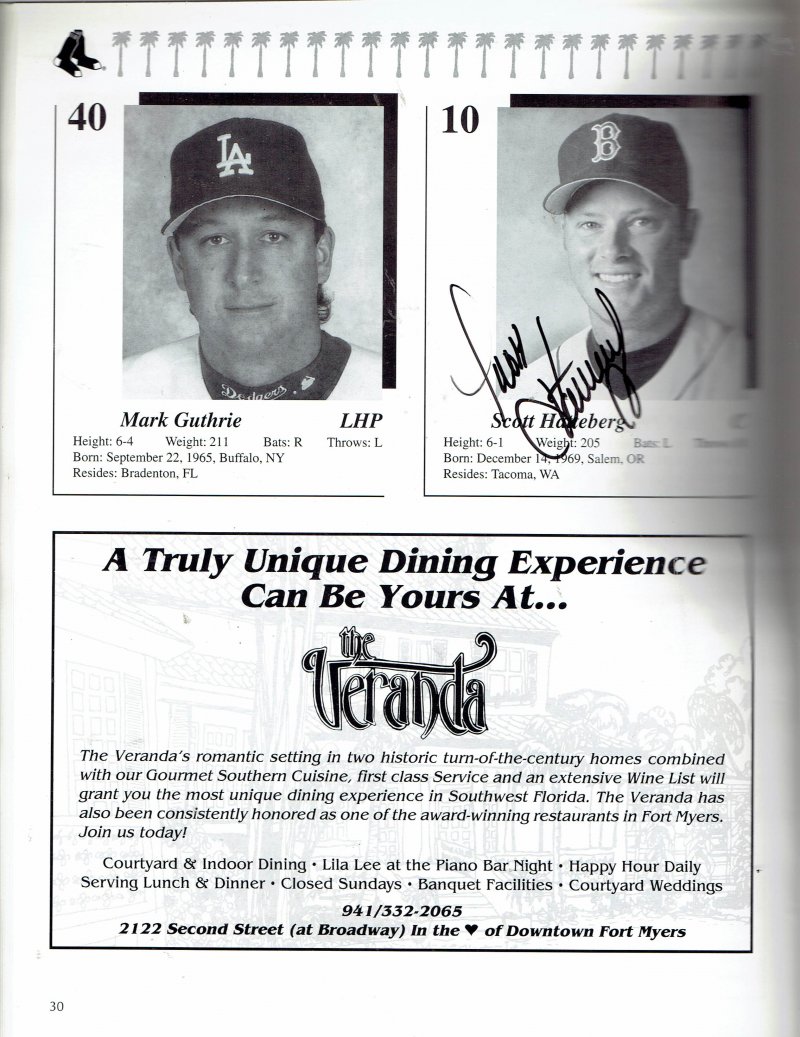 40
LA
Dodgers
Mark Guthrie LHP
Height: 6-4 Weight: 211 Bats: R Throws: L
Born: September 22, 1965, Buffalo, NY
Resides: Bradenton, FL
10
B
Scott Hatteberg C
Height: 6-1 Weight: 205 Bats: L Throws:
Born: December 14, 1969, Salem, OR
Resides: Tacoma, WA
A Truly Unique Dining Experience
Can Be Yours At...
the
Veranda
The Veranda's romantic setting in two historic turn-of-the-century homes combined
with our Gourmet Southern Cuisine, first class Service and an extensive Wine List will
grant you the most unique dining experience in Southwest Florida. The Veranda has
also been consistently honored as one of the award-winning restaurants in Fort Myers.
Join us today!
Courtyard & Indoor Dining • Lila Lee at the Piano Bar Night • Happy Hour Daily
Serving Lunch & Dinner • Closed Sundays • Banquet Facilities • Courtyard Weddings
941/332-2065
2122 Second Street (at Broadway) In the ♥ of Downtown Fort Myers
30